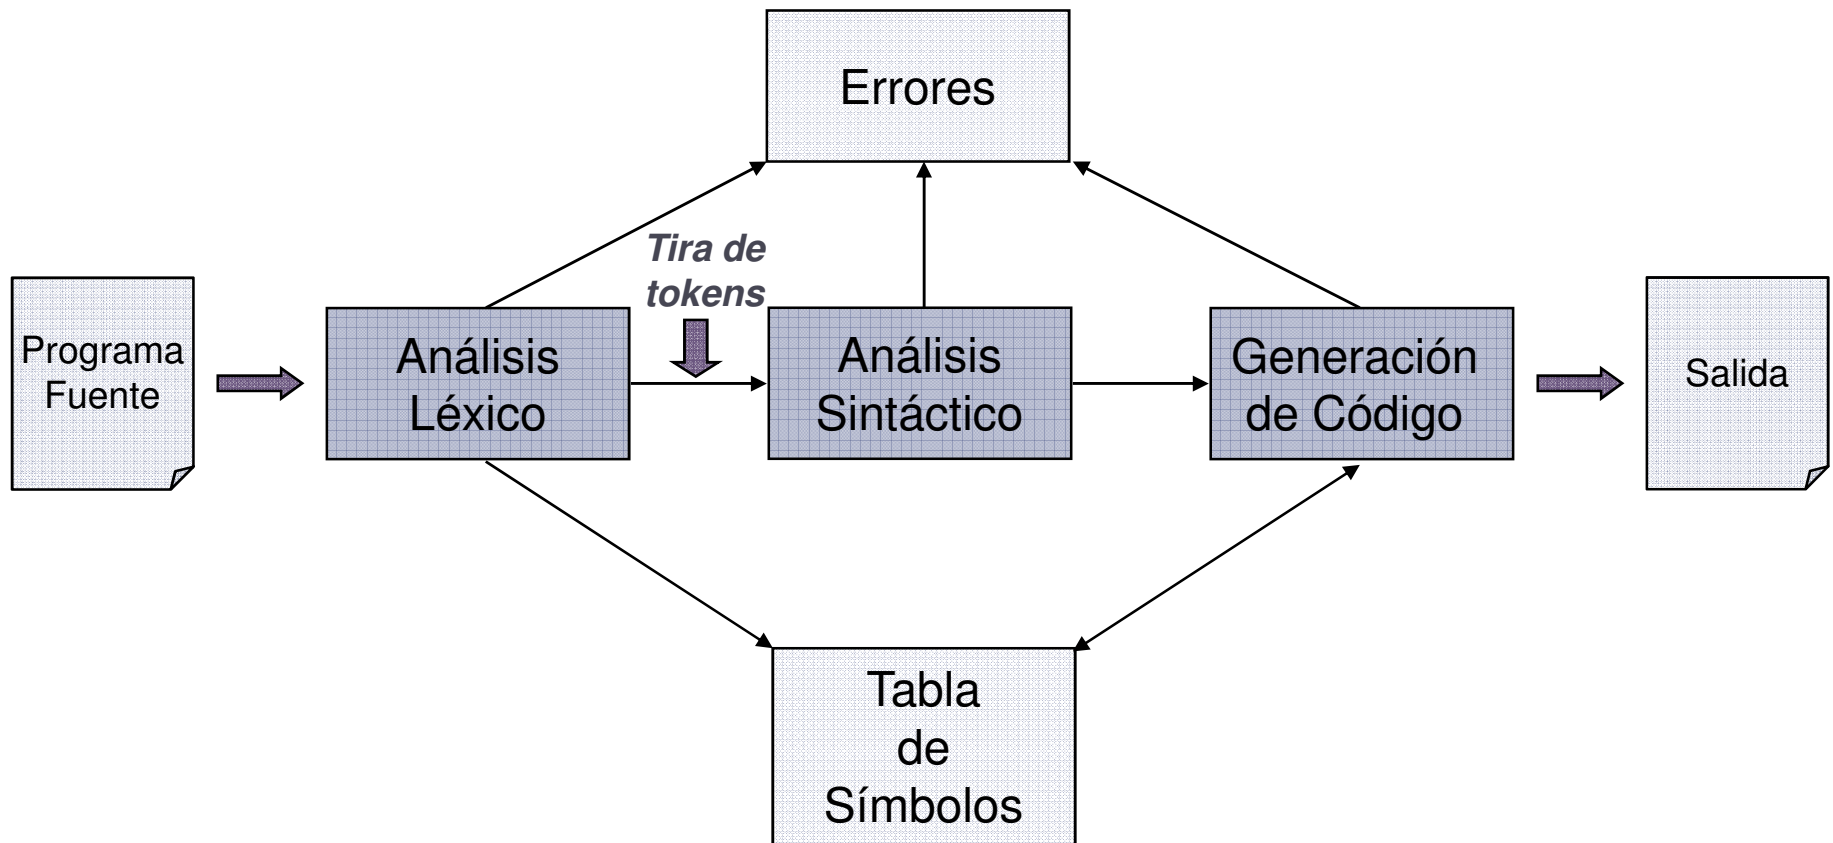 Errores
Tira de
tokens
Programa
Fuente
Análisis
Léxico
Análisis
Sintáctico
Generación
de Código
Salida
Tabla
de
Símbolos